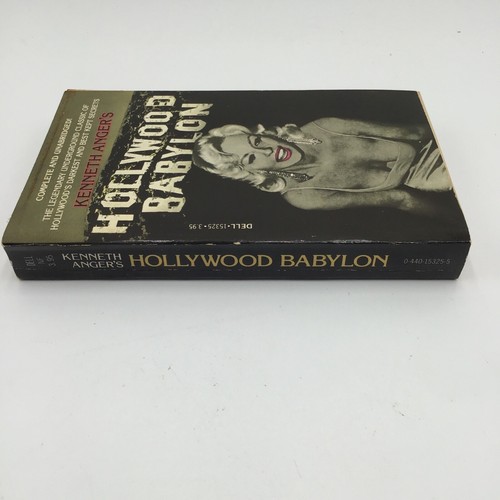 COMPLETE AND UNABRIDGED!
THE LEGENDARY UNDERGROUND CLASSIC OF
HOLLYWOOD'S DARKEST AND BEST KEPT SECRETS
KENNETH ANGER'S
HOLLYWOOD
BABYLON
DELL • 15325 • 3.95
DELL
KENNETH
ANGER'S
HOLLYWOOD BABYLON
0-440-15325-5